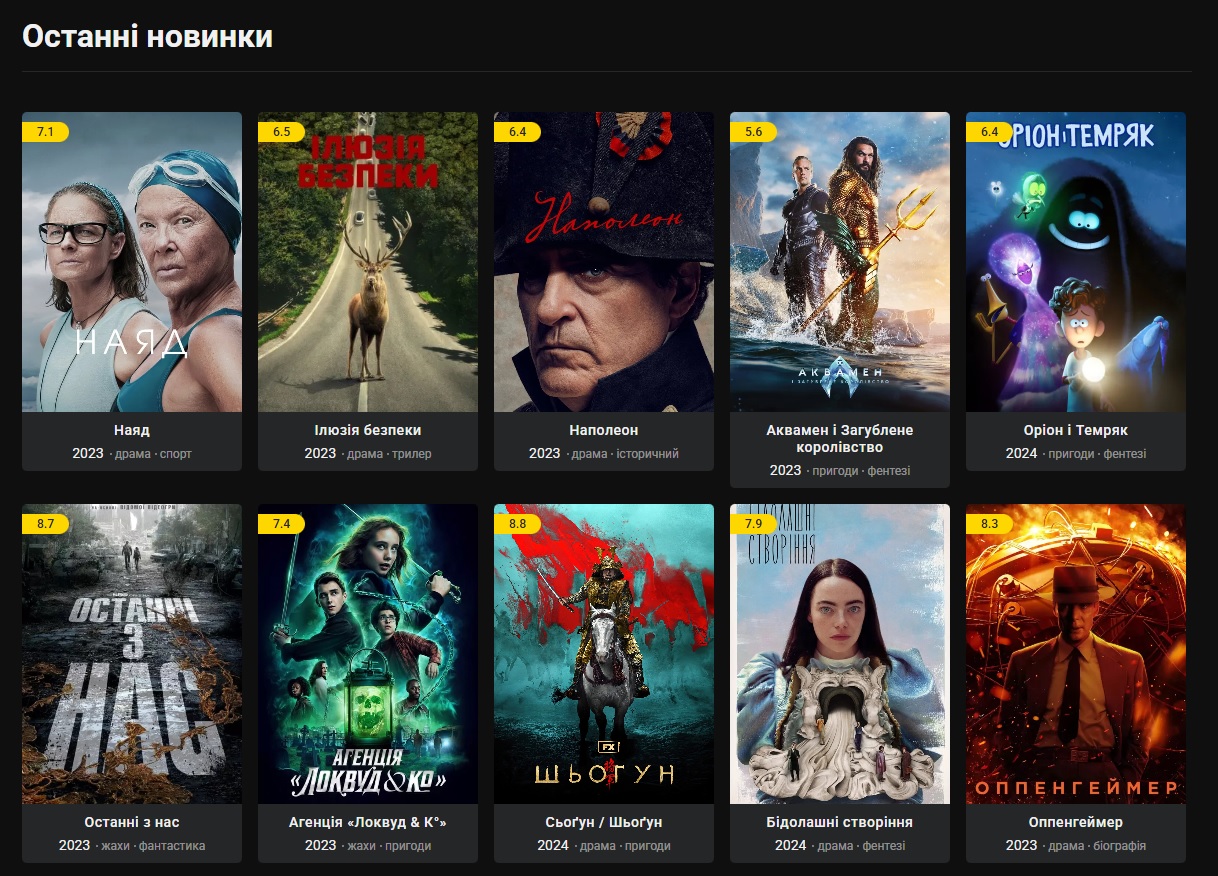 Останні новинки
7.1
НАЯД
Наяд
2023 · драма · спорт
6.5
ІЛЮЗІЯ
БЕЗПЕКИ
Ілюзія безпеки
2023 · драма · трилер
6.4
Наполеон
Наполеон
2023 · драма · історичний
5.6
АКВАМЕН
І ЗАГУБЛЕНЕ КОРОЛІВСТВО
Аквамен і Загублене
королівство
2023 · пригоди · фентезі
6.4
ОРІОН І ТЕМРЯК
Оріон і Темряк
2024 · пригоди · фентезі
8.7
ВІДОМОЇ ВІДЕОГРИ
ОСТАННІ
З
НАС
Останні з нас
2023 · жахи · фантастика
7.4
АГЕНЦІЯ
«ЛОКВУД & КО»
Агенція «Локвуд & К°»
2023 · жахи · пригоди
8.8
FX
ШЬОҐУН
Сьоґун / Шьоґун
2024 · драма · пригоди
7.9
БІДОЛАШНІ
СТВОРІННЯ
Бідолашні створіння
2024 · драма · фентезі
8.3
ОППЕНГЕЙМЕР
Оппенгеймер
2023 · драма · біографія